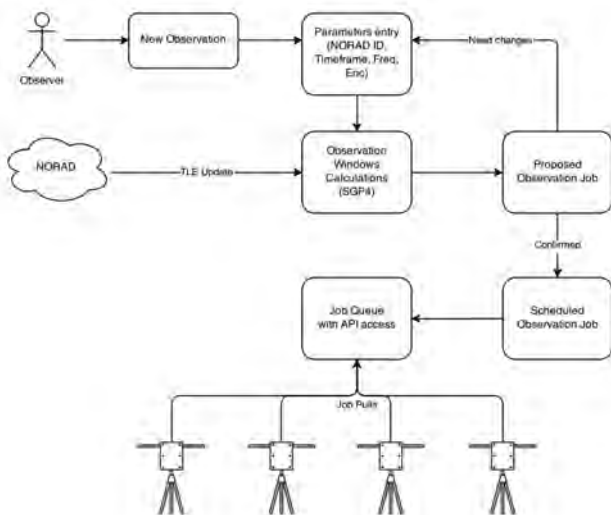 Observer
New Observation
Parameters entry
(NORAD ID,
Timeframe, Freq,
Enc)
Need changes
NORAD
TLE Update
Observation
Windows
Calculations
(SGP4)
Proposed
Observation Job
Confirmed
Job Queue
with API access
Scheduled
Observation Job
Job Pulls